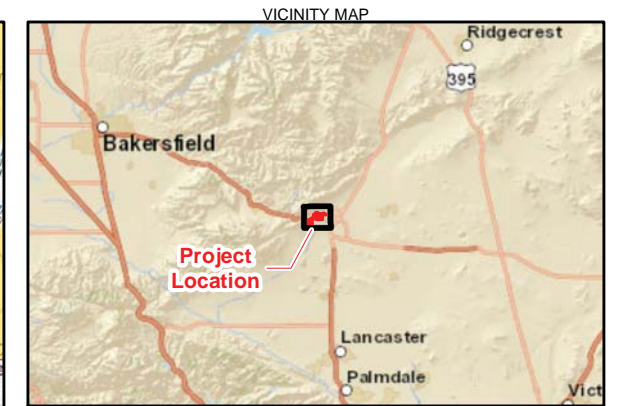 VICINITY MAP
Ridgecrest
395
Bakersfield
Project
Location
Lancaster
Palmdale
Vict